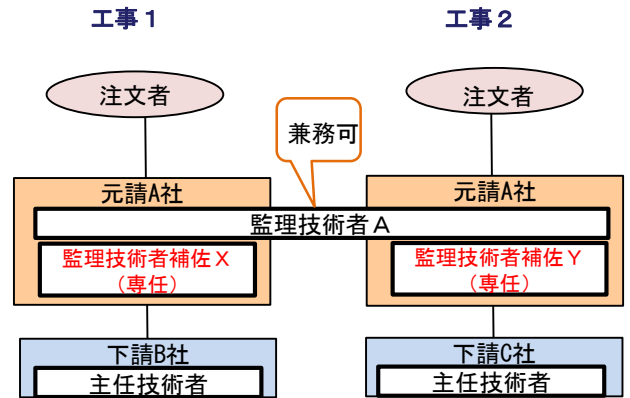 工事１
工事２
注文者
注文者
兼務可
元請A社
元請A社
監理技術者Ａ
監理技術者補佐Ｘ
（専任）
監理技術者補佐Ｙ
（専任）
下請B社
主任技術者
下請C社
主任技術者